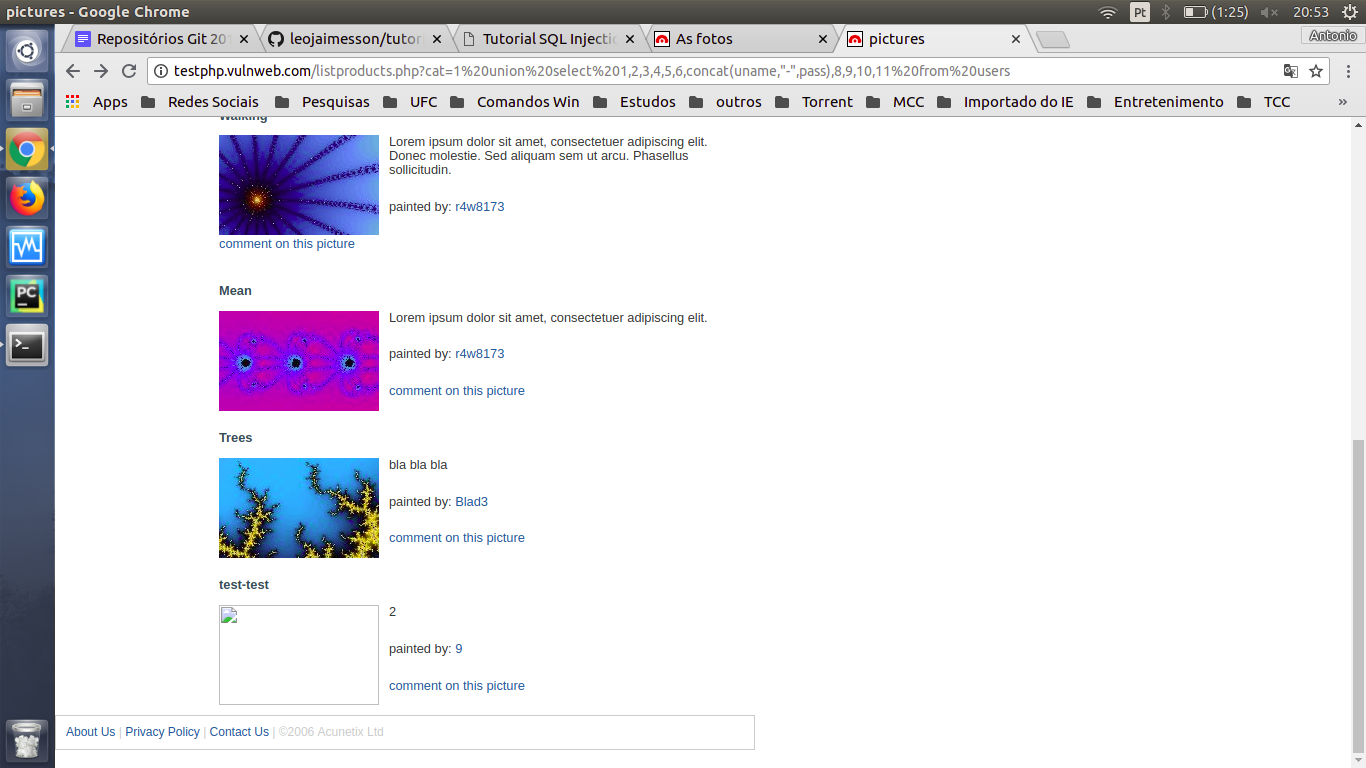 pictures - Google Chrome
Pt (1:25) 20:53
Repositórios Git 201
leojaimesson/tutori
Tutorial SQL Injectio
As fotos
pictures
Antonio
testphp.vulnweb.com/listproducts.php?cat=1%20union%20select%201,2,3,4,5,6,concat(uname,"-",pass),8,9,10,11%20from%20users
Apps Redes Sociais Pesquisas UFC Comandos Win Estudos outros Torrent MCC Importado do IE Entretenimento TCC »
Walking
Lorem ipsum dolor sit amet, consectetuer adipiscing elit.
Donec molestie. Sed aliquam sem ut arcu. Phasellus
sollicitudin.
painted by: r4w8173
comment on this picture
Mean
Lorem ipsum dolor sit amet, consectetuer adipiscing elit.
painted by: r4w8173
comment on this picture
Trees
bla bla bla
painted by: Blad3
comment on this picture
test-test
2
painted by: 9
comment on this picture
About Us | Privacy Policy | Contact Us | ©2006 Acunetix Ltd
PC